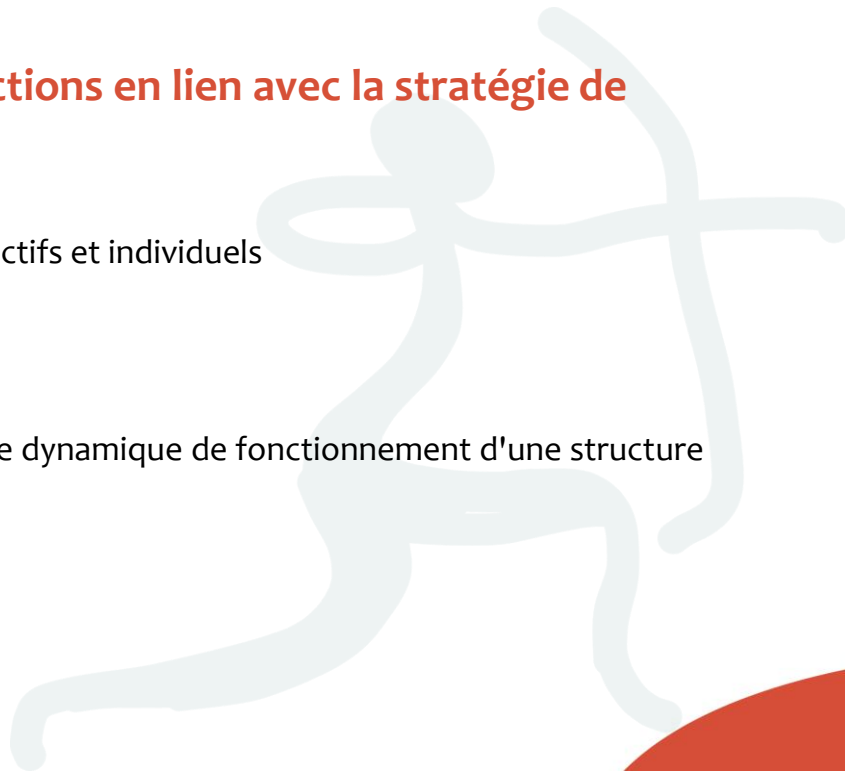 ctions en lien avec la stratégie de
ctifs et individuels
e dynamique de fonctionnement d'une structure